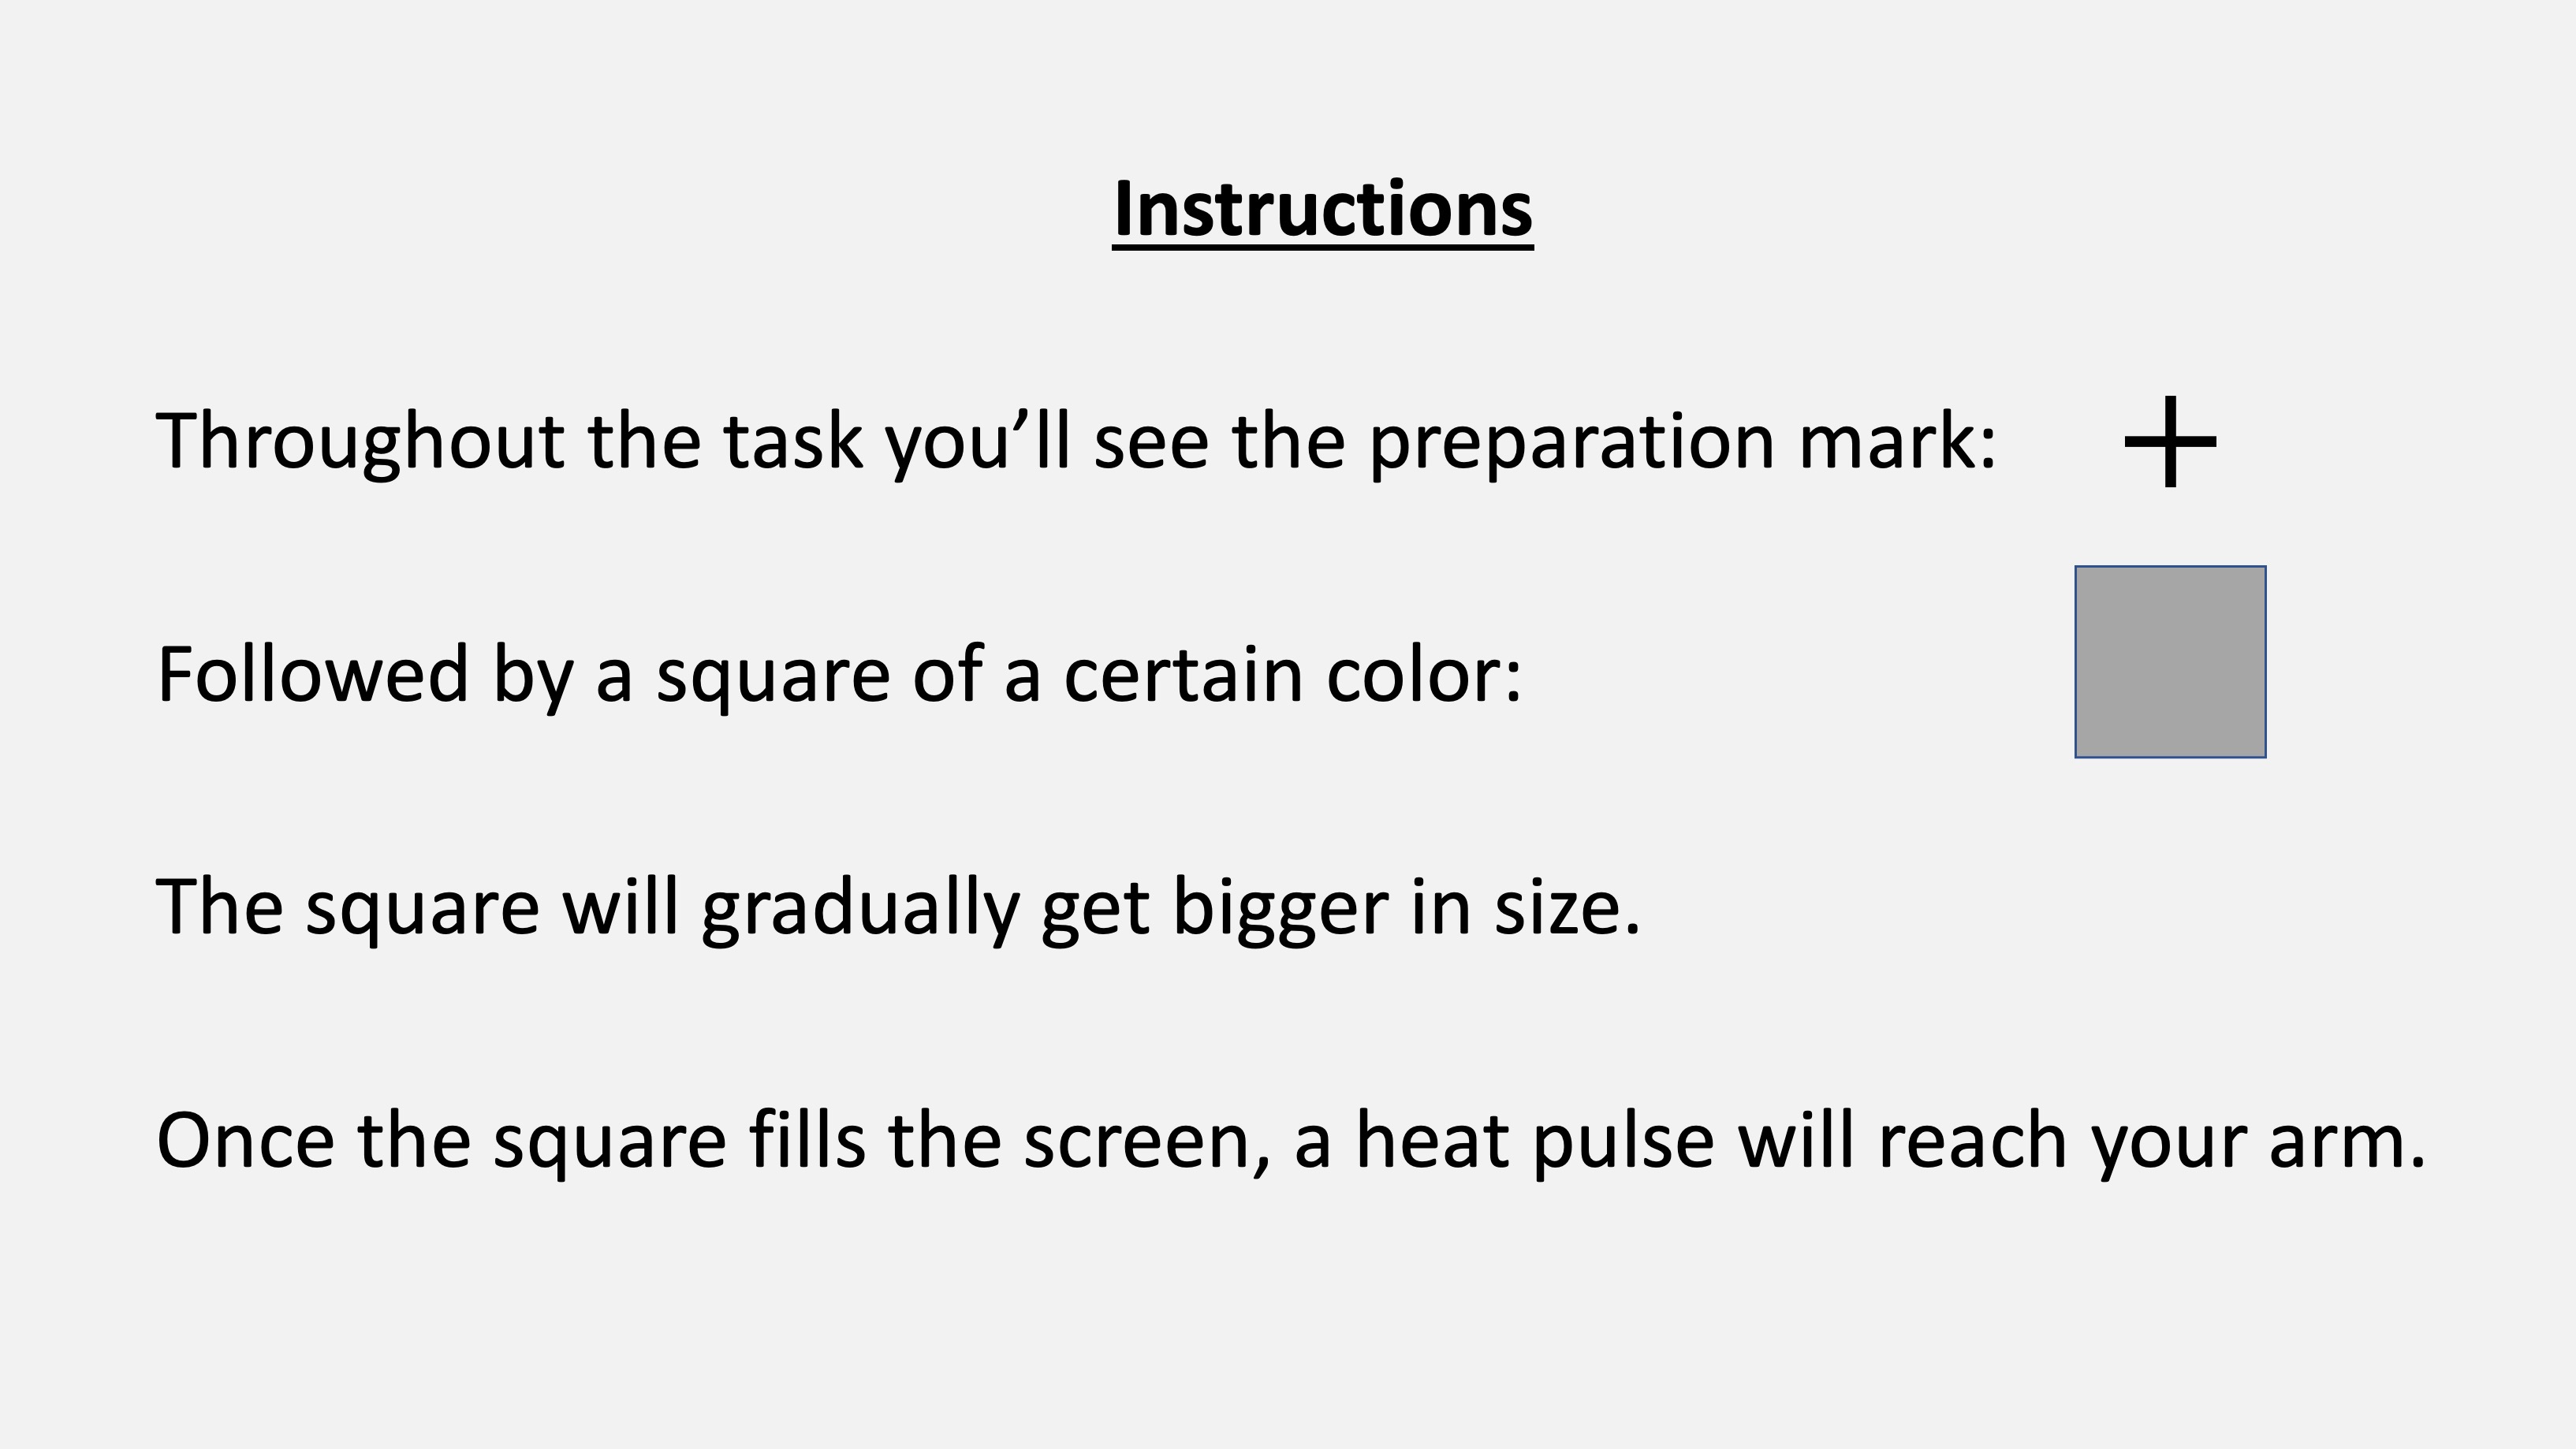 Instructions
Throughout the task you’ll see the preparation mark: +
Followed by a square of a certain color:
The square will gradually get bigger in size.
Once the square fills the screen, a heat pulse will reach your arm.